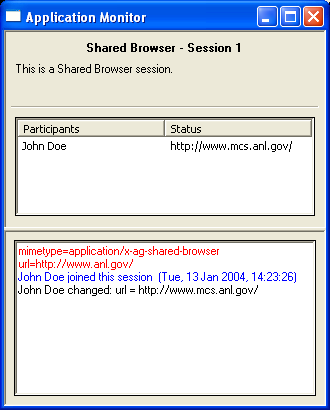 Application Monitor
Shared Browser - Session 1
This is a Shared Browser session.
Participants Status
John Doe http://www.mcs.anl.gov/
mimetype=application/x-ag-shared-browser
url=http://www.anl.gov/
John Doe joined this session (Tue, 13 Jan 2004, 14:23:26)
John Doe changed: url = http://www.mcs.anl.gov/